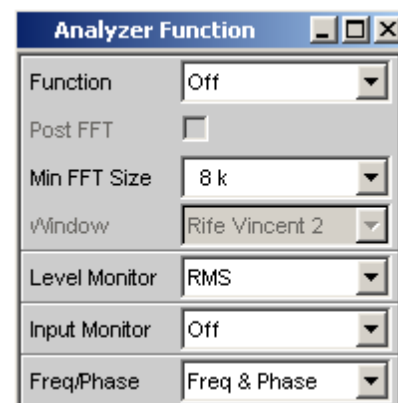 Analyzer Function
Function Off
Post FFT
Min FFT Size 8 k
Window Rife Vincent 2
Level Monitor RMS
Input Monitor Off
Freq/Phase Freq & Phase